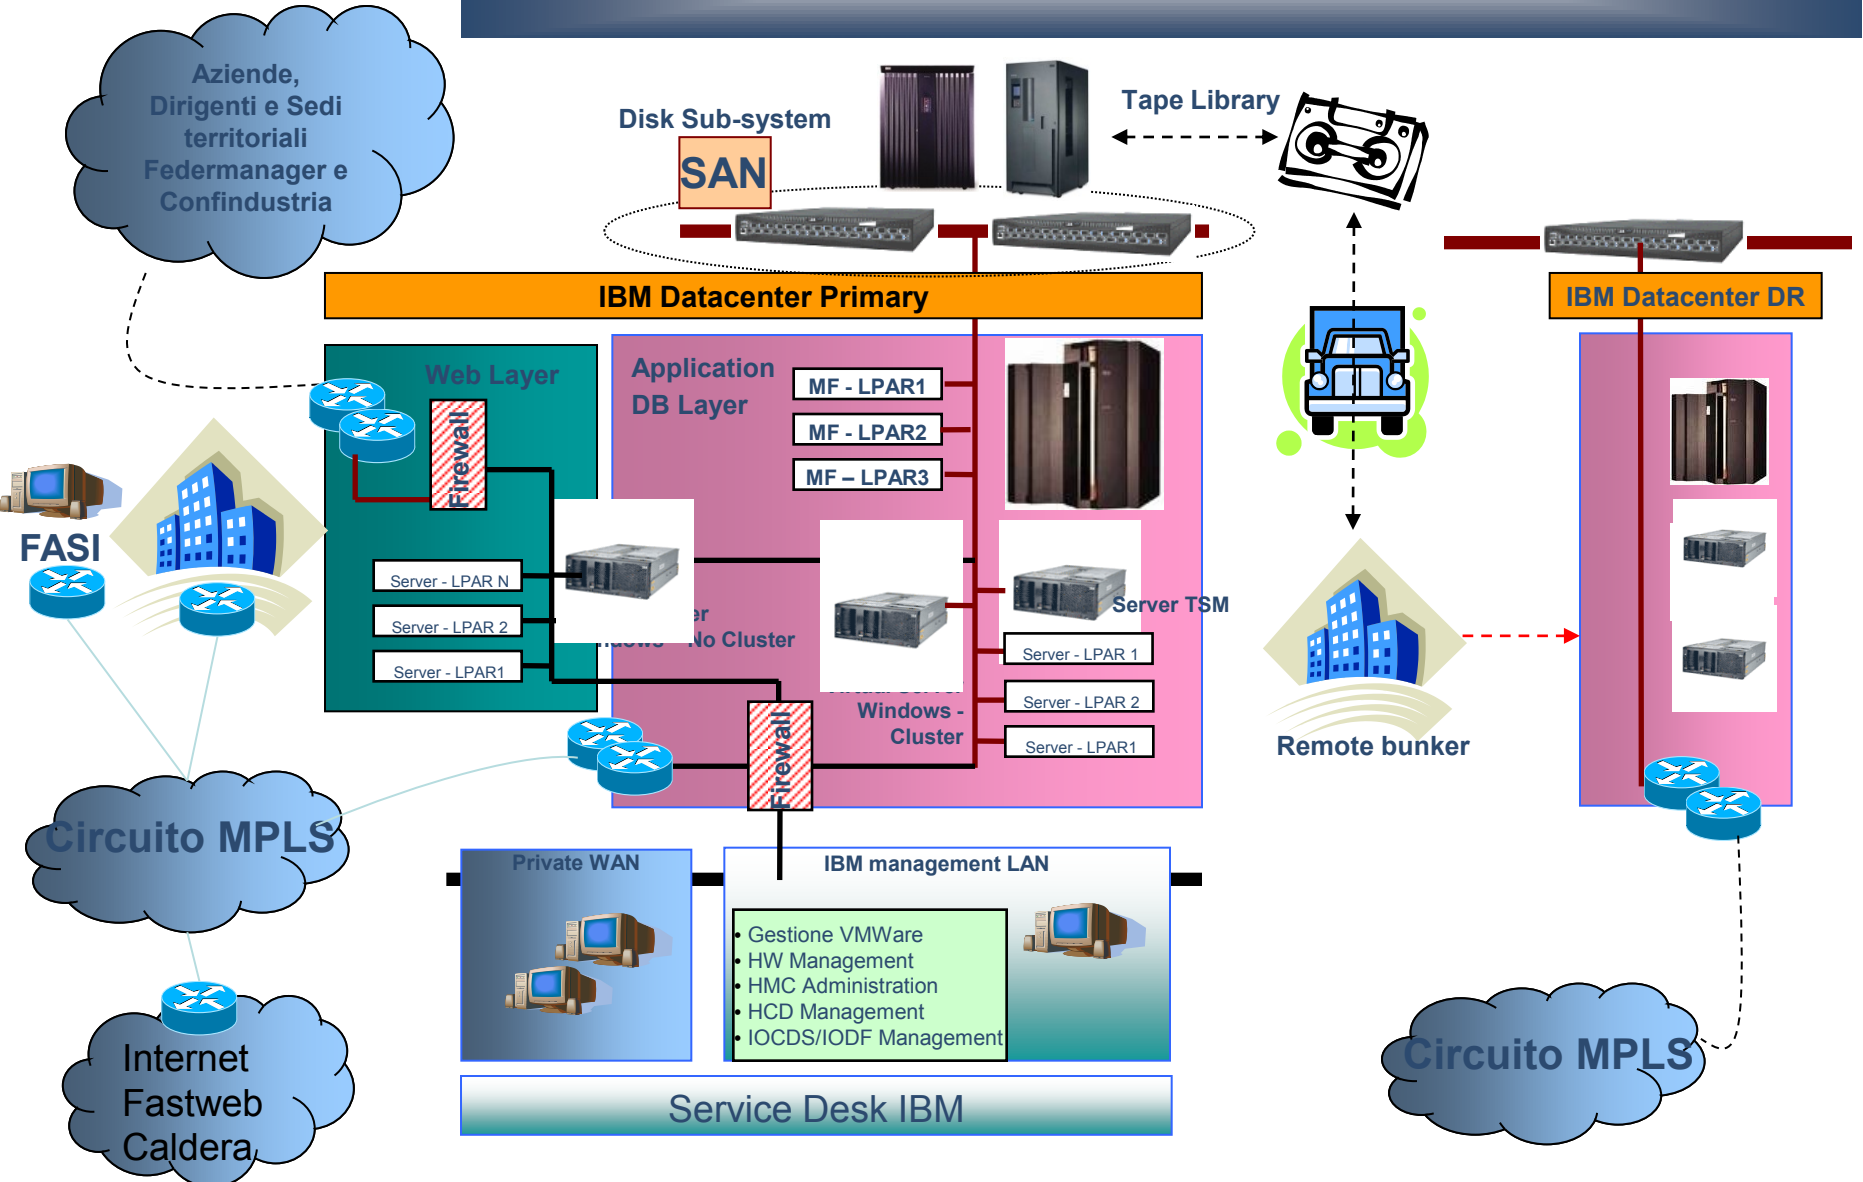 Aziende,
Dirigenti e Sedi
territoriali
Federmanager e
Confindustria
Disk Sub-system
SAN
Tape Library
IBM Datacenter Primary
IBM Datacenter DR
Web Layer
Firewall
Application
DB Layer
MF - LPAR1
MF - LPAR2
MF – LPAR3
FASI
Server - LPAR N
Server - LPAR 2
Server - LPAR1
No Cluster
Server TSM
Server - LPAR 1
Server - LPAR 2
Server - LPAR1
Virtual Server
Windows -
Cluster
Firewall
Remote bunker
Circuito MPLS
Private WAN
IBM management LAN
• Gestione VMWare
• HW Management
• HMC Administration
• HCD Management
• IOCDS/IODF Management
Internet
Fastweb
Caldera
Service Desk IBM
Circuito MPLS